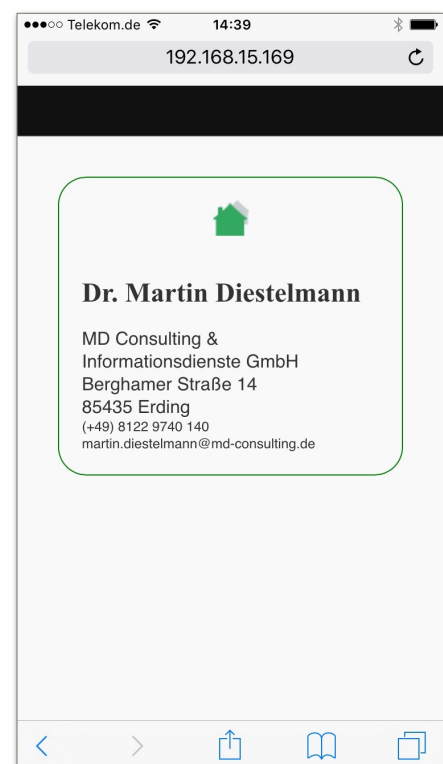 ●●●○○ Telekom.de 14:39
192.168.15.169
Dr. Martin Diestelmann
MD Consulting &
Informationsdienste GmbH
Berghamer Straße 14
85435 Erding
(+49) 8122 9740 140
martin.diestelmann@md-consulting.de